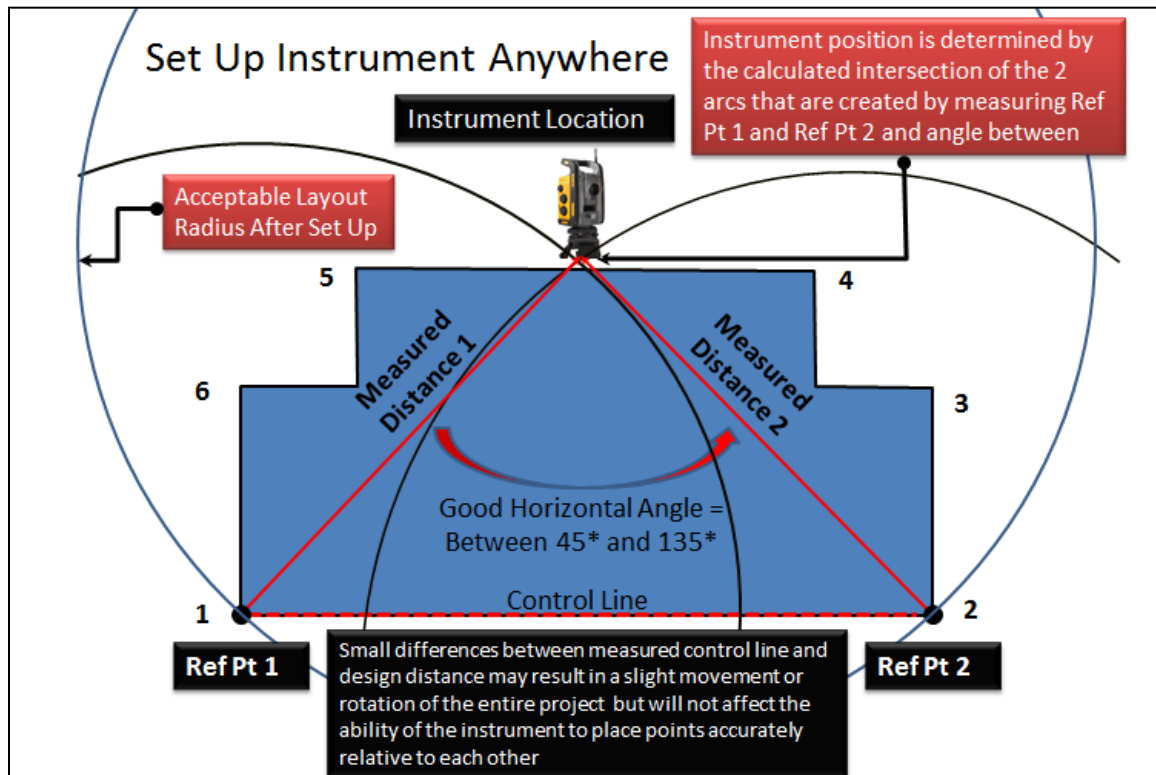 Set Up Instrument Anywhere
Instrument position is determined by
the calculated intersection of the 2
arcs that are created by measuring Ref
Pt 1 and Ref Pt 2 and angle between
Instrument Location
Acceptable Layout
Radius After Set Up
5
4
Measured
Distance 1
Measured
Distance 2
6
3
Good Horizontal Angle =
Between 45* and 135*
Control Line
1
2
Ref Pt 1
Ref Pt 2
Small differences between measured control line and
design distance may result in a slight movement or
rotation of the entire project but will not affect the
ability of the instrument to place points accurately
relative to each other